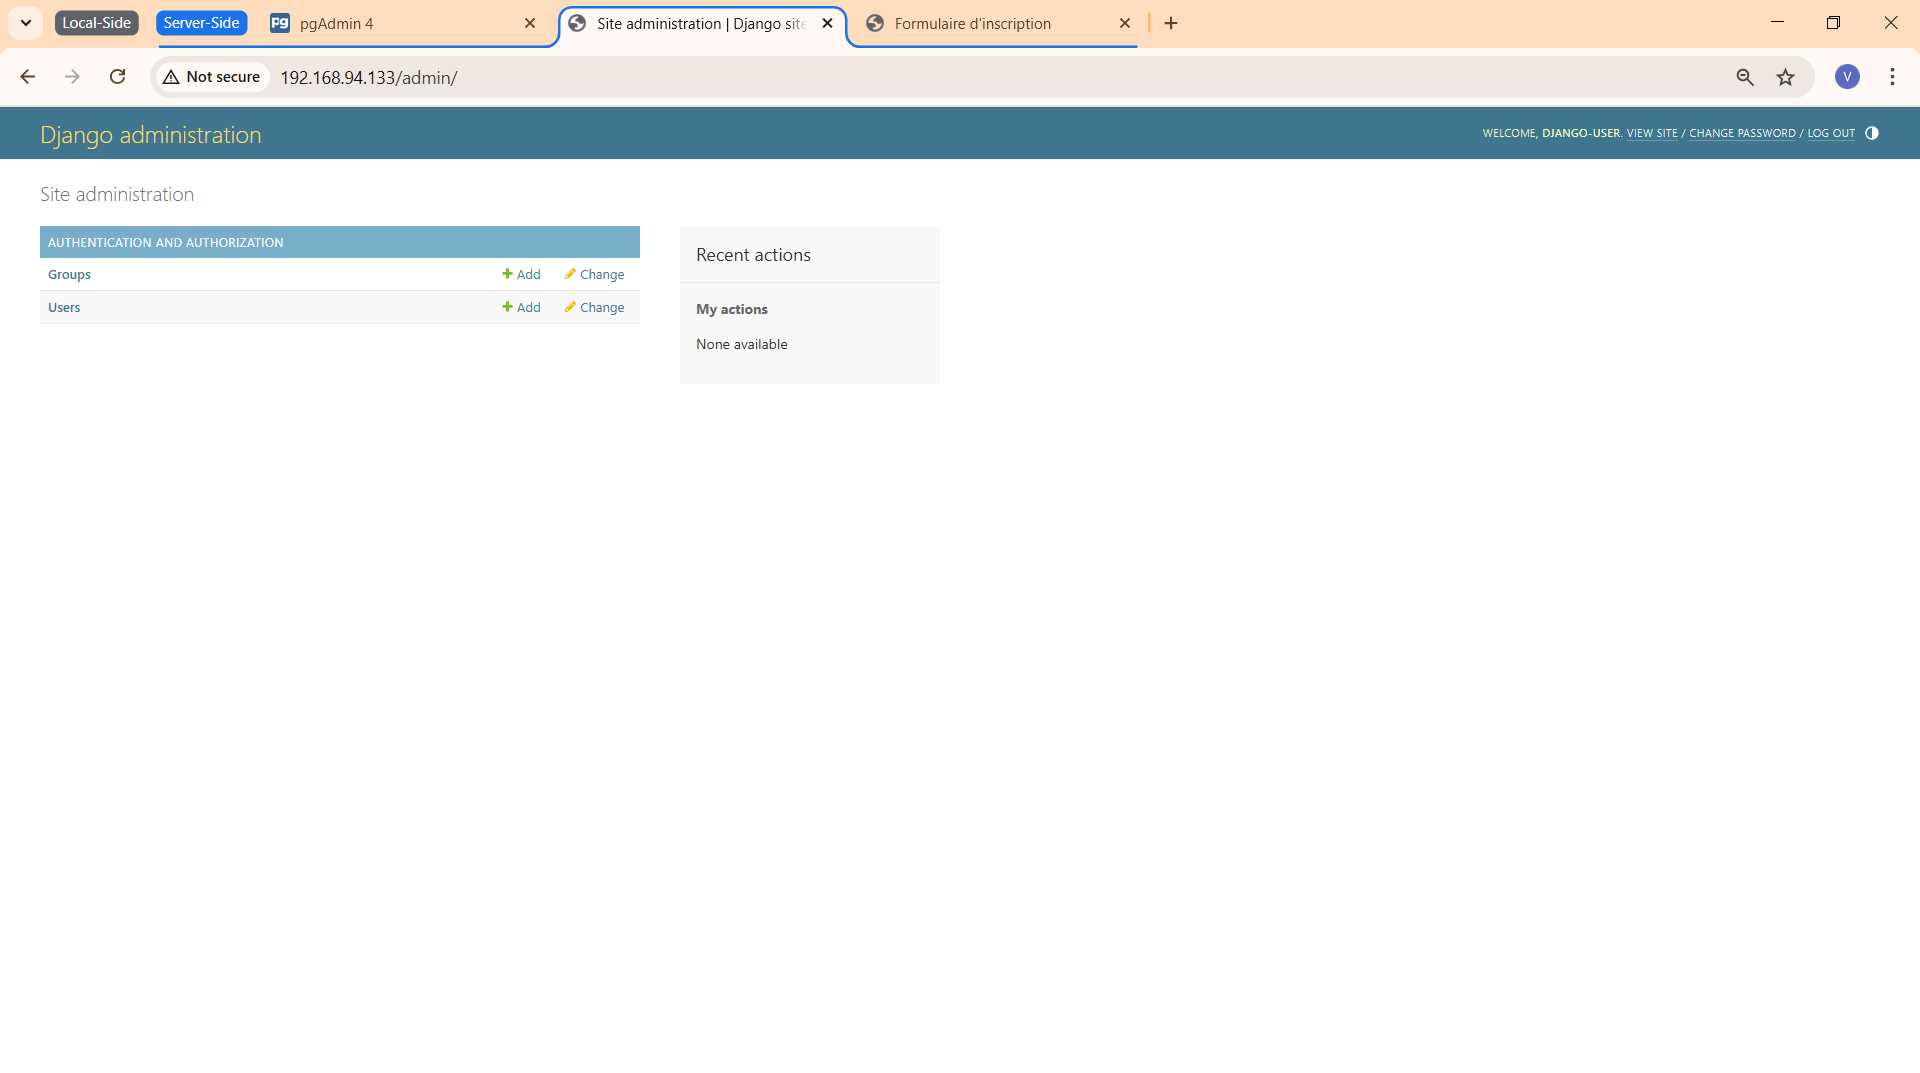 Local-Side
Server-Side
pgAdmin 4
Site administration | Django site
Formulaire d'inscription
Not secure
192.168.94.133/admin/
V
Django administration
WELCOME, DJANGO-USER. VIEW SITE / CHANGE PASSWORD / LOG OUT
Site administration
AUTHENTICATION AND AUTHORIZATION
Groups Add Change
Users Add Change
Recent actions
My actions
None available